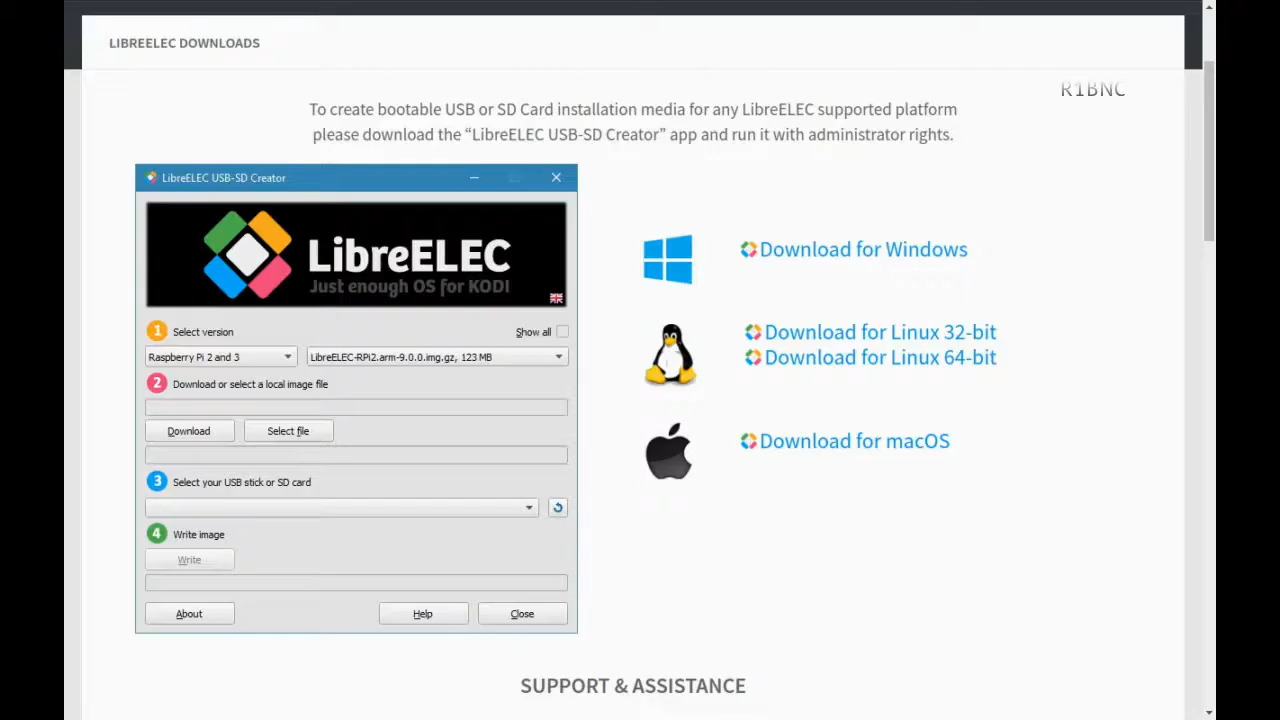 LIBREELEC DOWNLOADS
R1BNC
To create bootable USB or SD Card installation media for any LibreELEC supported platform
please download the “LibreELEC USB-SD Creator” app and run it with administrator rights.
LibreELEC USB-SD Creator
LibreELEC
Just enough OS for KODI
1 Select version
Show all
Raspberry Pi 2 and 3
LibreELEC-RPi2.arm-9.0.0.img.gz, 123 MB
2 Download or select a local image file
Download
Select file
3 Select your USB stick or SD card
4 Write image
Write
About
Help
Close
Download for Windows
Download for Linux 32-bit
Download for Linux 64-bit
Download for macOS
SUPPORT & ASSISTANCE